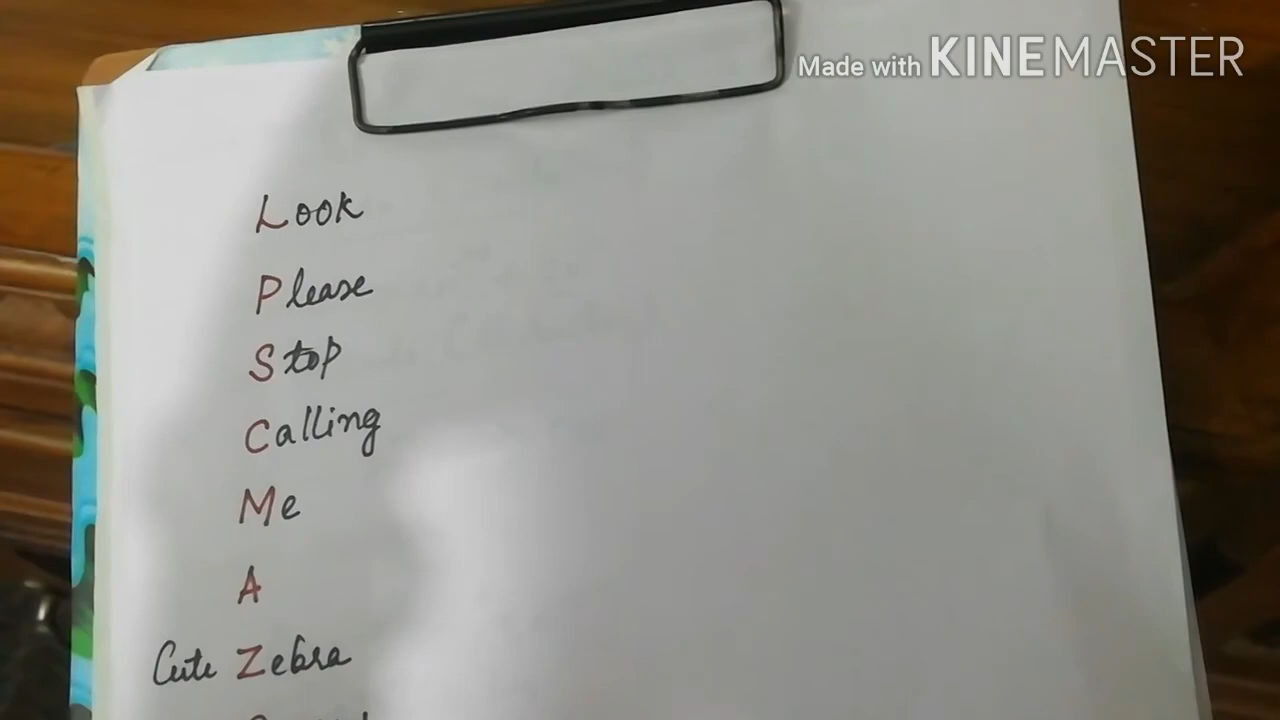 Made with KINEMASTER
Look
Please
Stop
Calling
Me
A
Cute Zebra